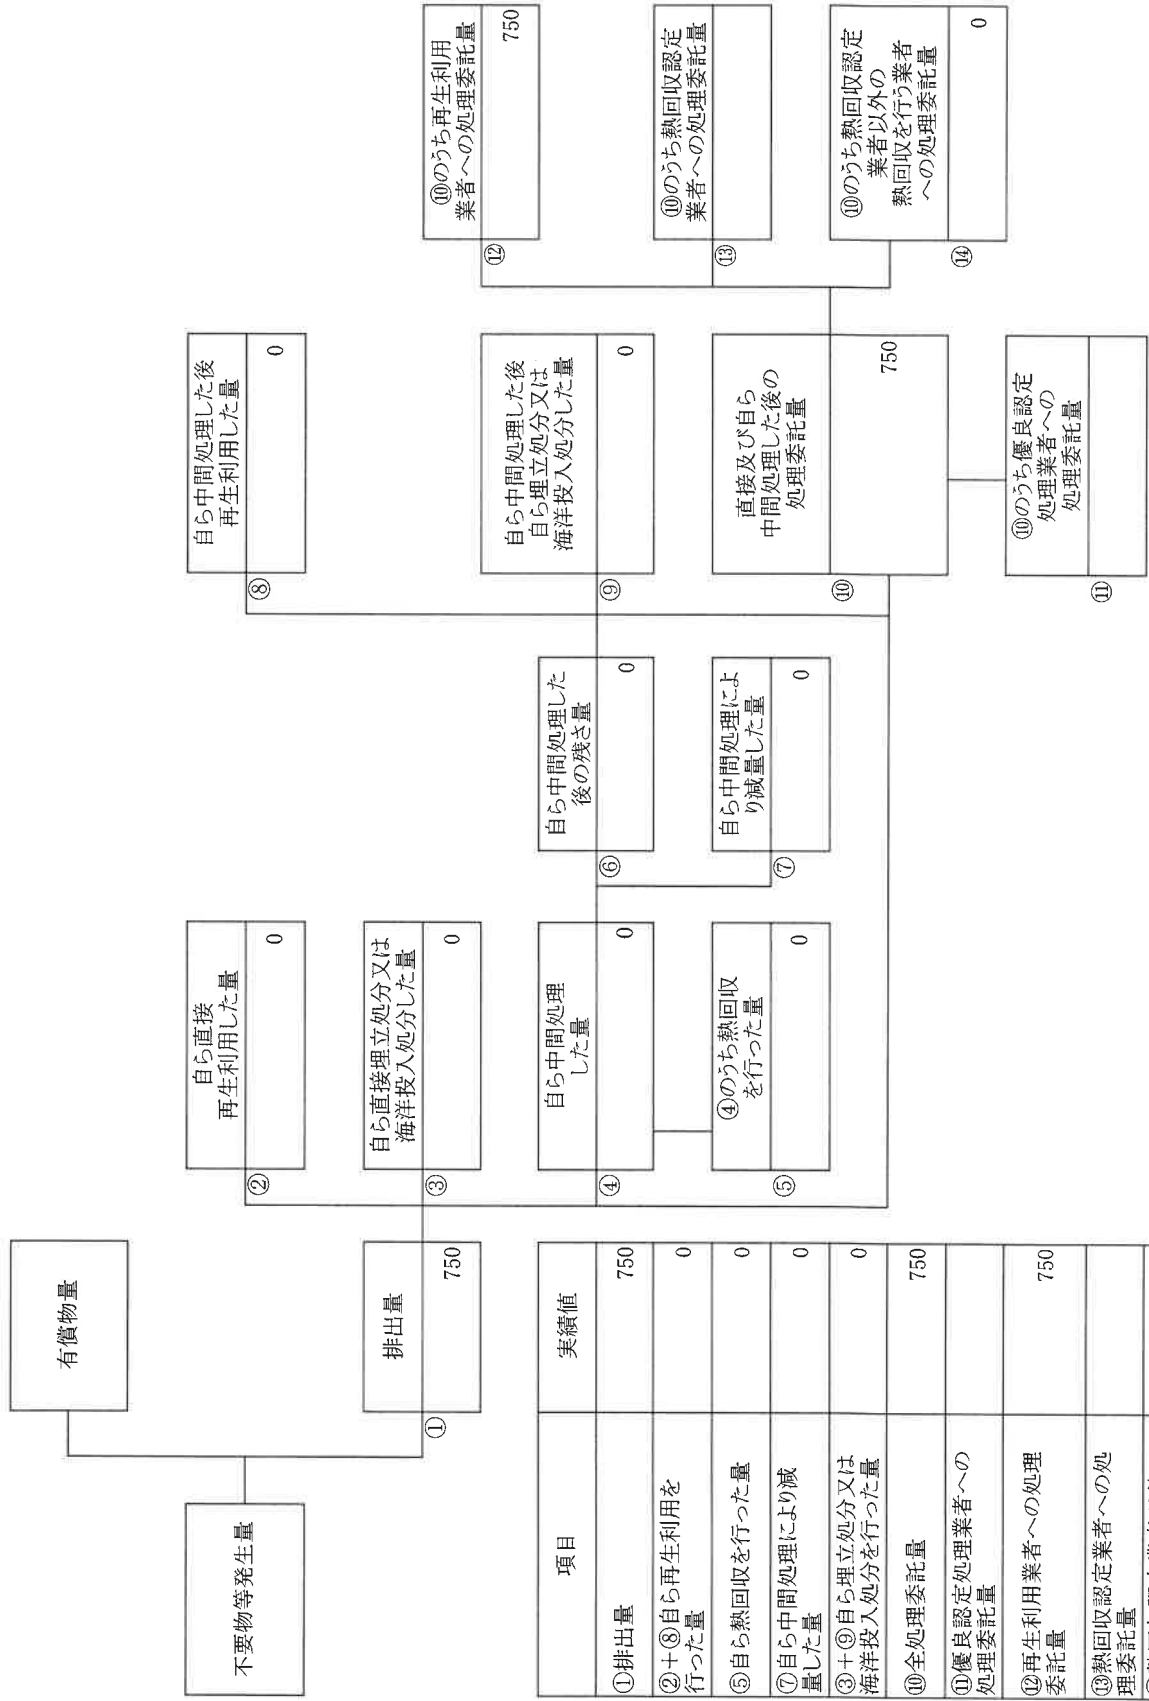 不要物等発生量
有償物量
排出量
①
750
自ら直接
再生利用した量
②
0
自ら直接埋立処分又は
海洋投入処分した量
③
0
自ら中間処理
した量
④
0
④のうち熱回収
を行った量
⑤
0
自ら中間処理した
後の残さ量
⑥
0
自ら中間処理によ
り減量した量
⑦
0
自ら中間処理した後
再生利用した量
⑧
0
自ら中間処理した後
自ら埋立処分又は
海洋投入処分した量
⑨
0
直接及び自ら
中間処理した後の
処理委託量
⑩
750
⑩のうち優良認定
処理業者への
処理委託量
⑪
⑩のうち再生利用
業者への処理委託量
⑫
750
⑩のうち熱回収認定
業者への処理委託量
⑬
⑩のうち熱回収認定
業者以外の
熱回収を行う業者
への処理委託量
⑭
0
項目 実績値
①排出量 750
②+⑧自ら再生利用を
行った量 0
⑤自ら熱回収を行った量 0
⑦自ら中間処理により減
量した量 0
③+⑨自ら埋立処分又は
海洋投入処分を行った量 0
⑩全処理委託量 750
⑪優良認定処理業者への
処理委託量
⑫再生利用業者への処理
委託量 750
⑬熱回収認定業者への処
理委託量